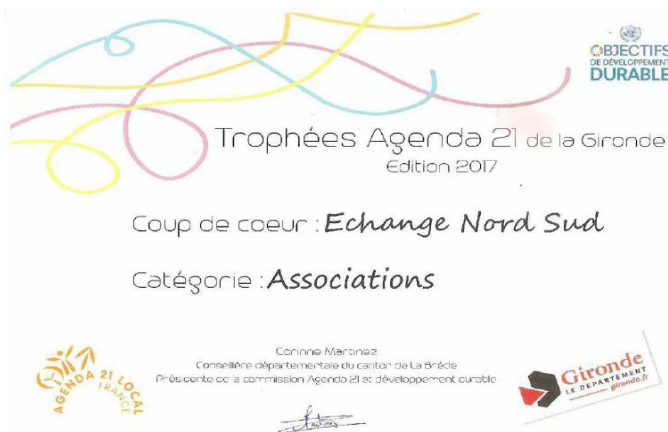 OBJECTIFS
DE DÉVELOPPEMENT
DURABLE
Trophées Agenda 21 de la Gironde
Edition 2017
Coup de coeur : Echange Nord Sud
Catégorie : Associations
Corinne Martinez
Conseillère départementale du canton de La Brède
Présidente de la commission Agenda 21 et développement durable
AGENDA 21 LOCAL
FRANCE
Gironde
LE DEPARTEMENT
gironde.fr